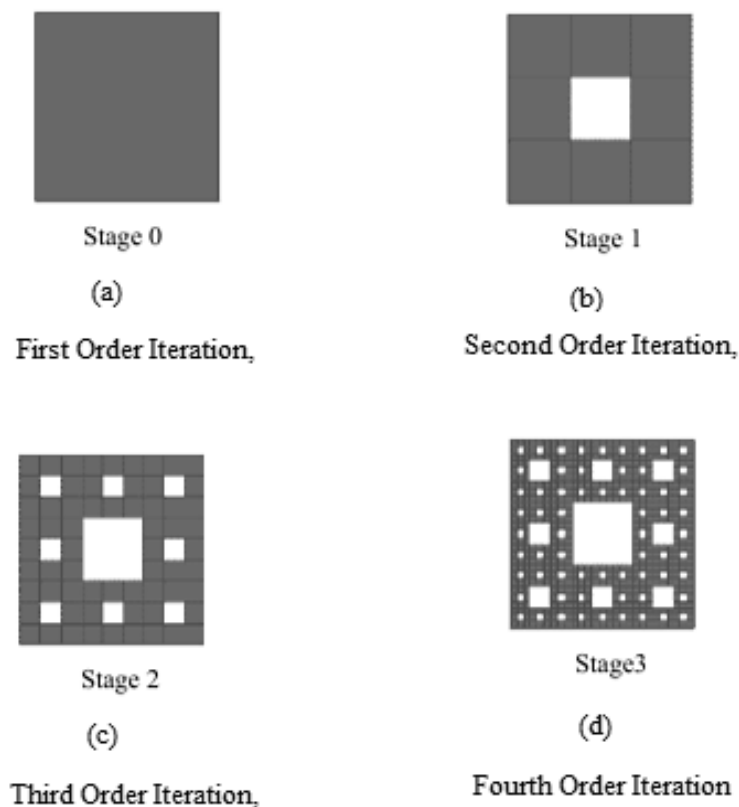 Stage 0
(a)
First Order Iteration,
Stage 1
(b)
Second Order Iteration,
Stage 2
(c)
Third Order Iteration,
Stage3
(d)
Fourth Order Iteration